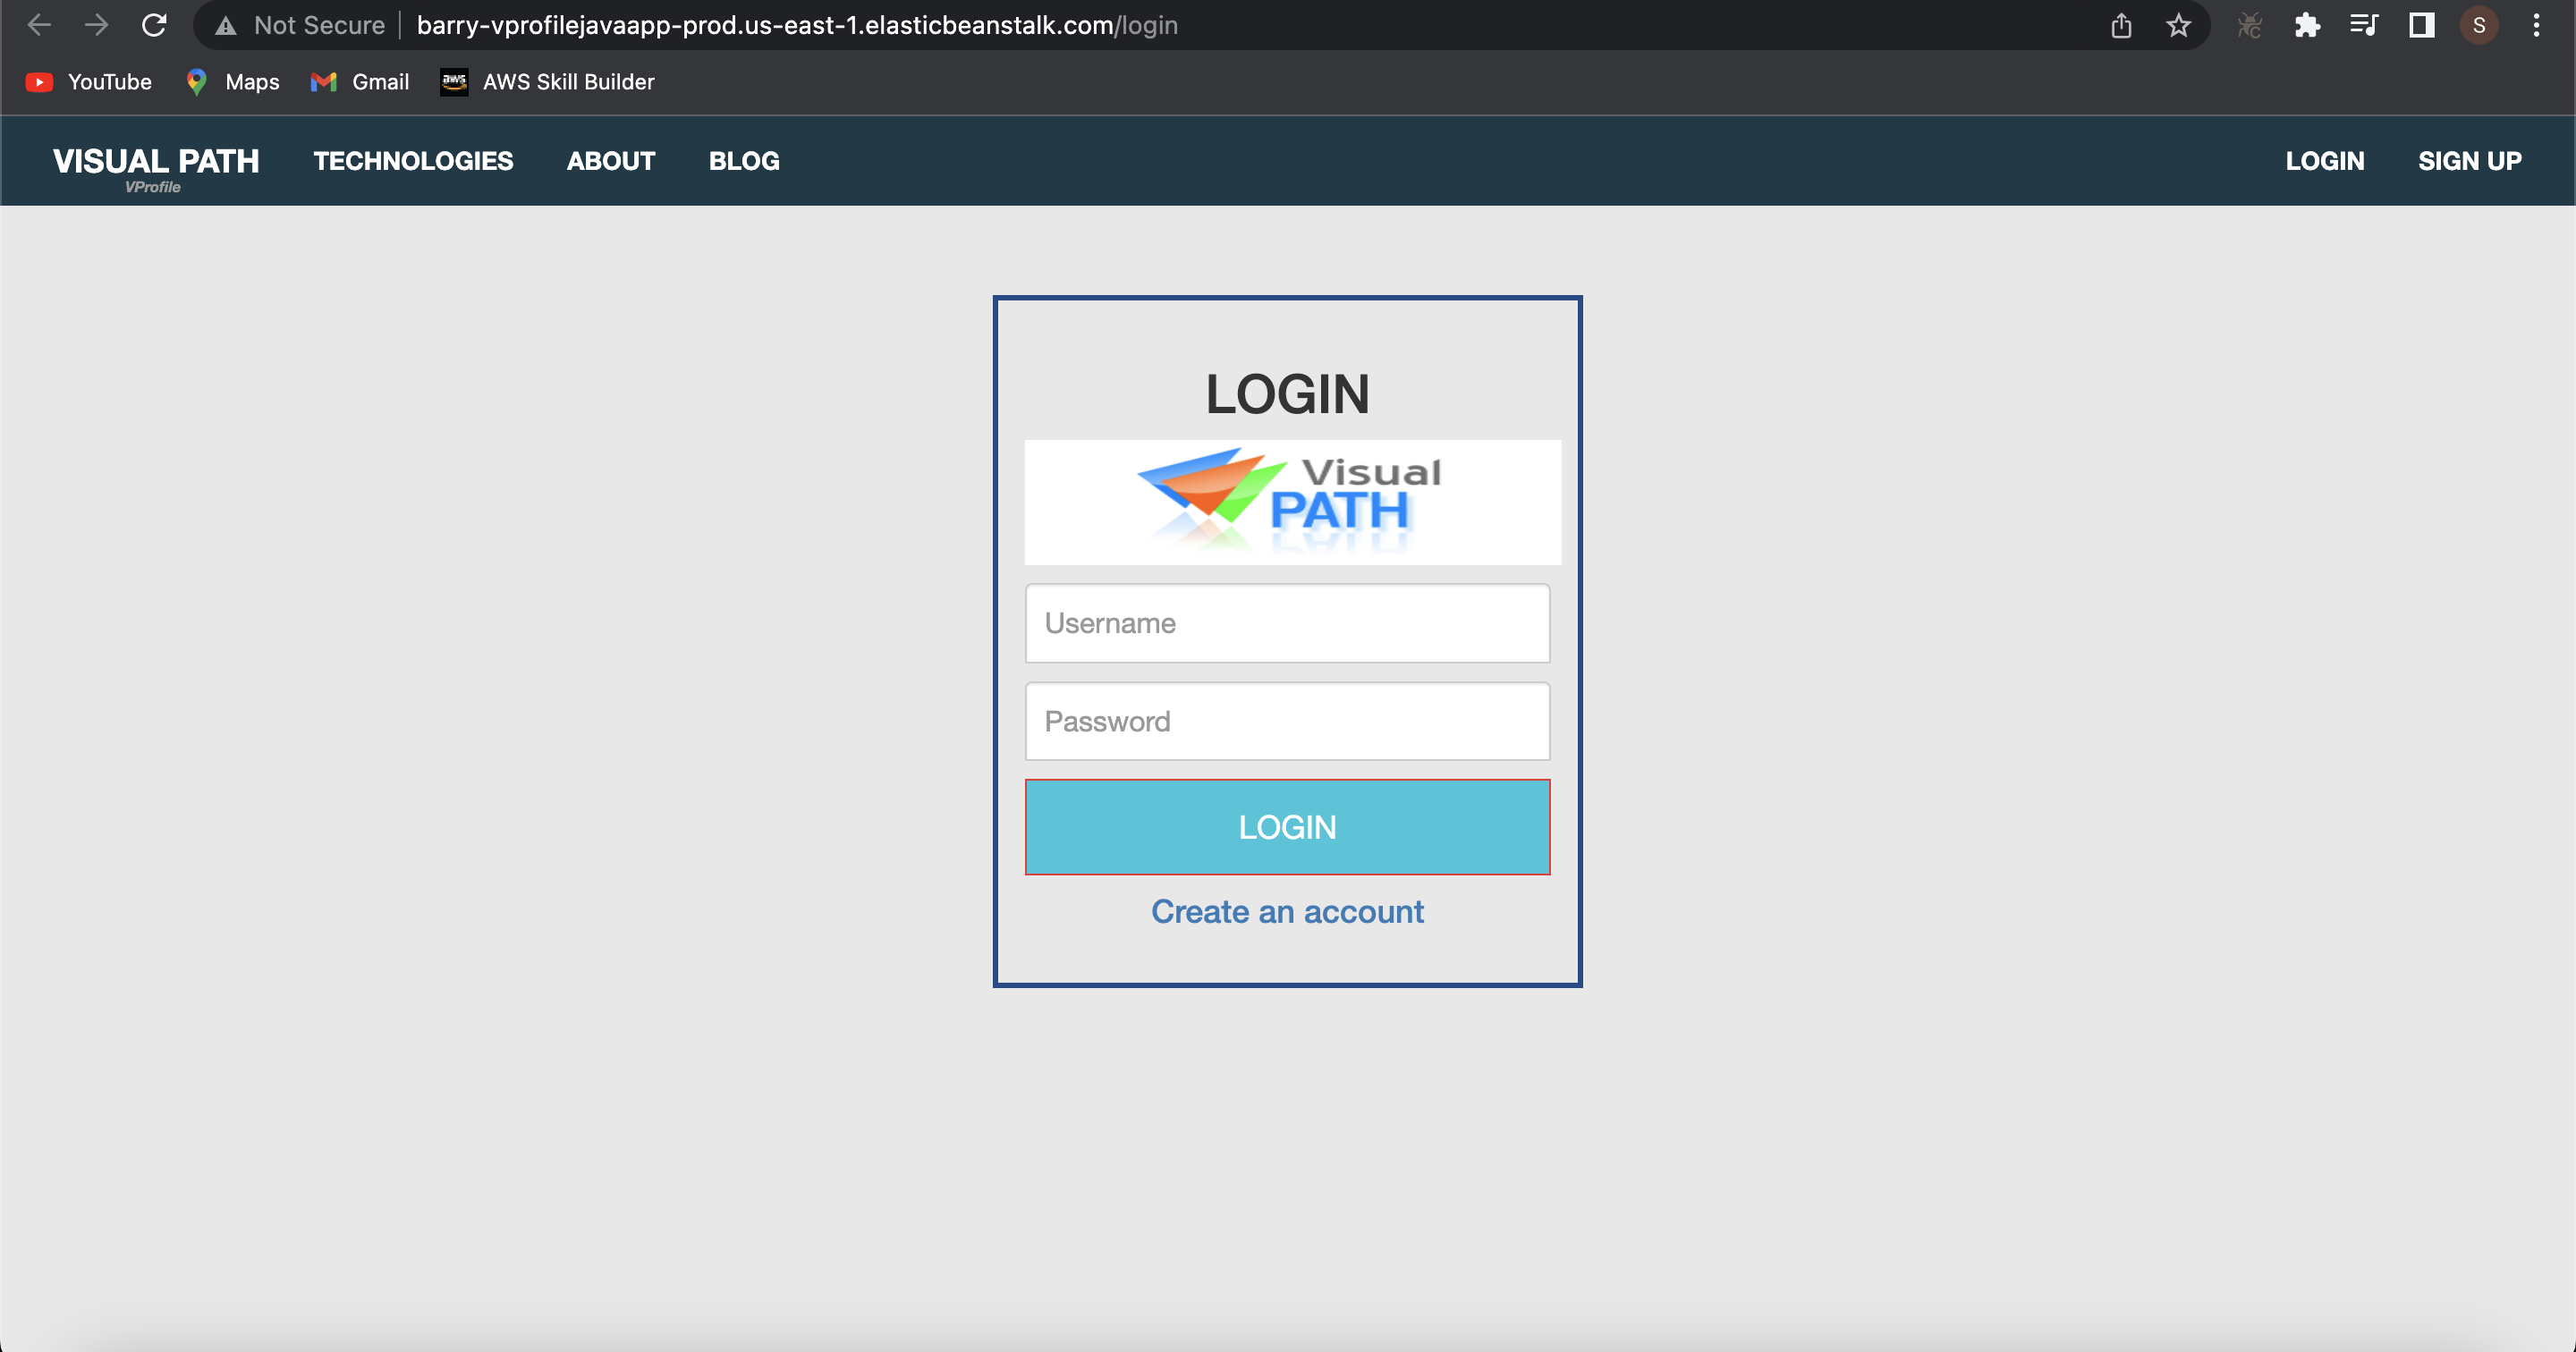 Not Secure barry-vprofilejavaapp-prod.us-east-1.elasticbeanstalk.com/login S
YouTube Maps Gmail aws AWS Skill Builder
VISUAL PATH TECHNOLOGIES ABOUT BLOG LOGIN SIGN UP
VProfile
LOGIN
Visual
PATH
Username
Password
LOGIN
Create an account